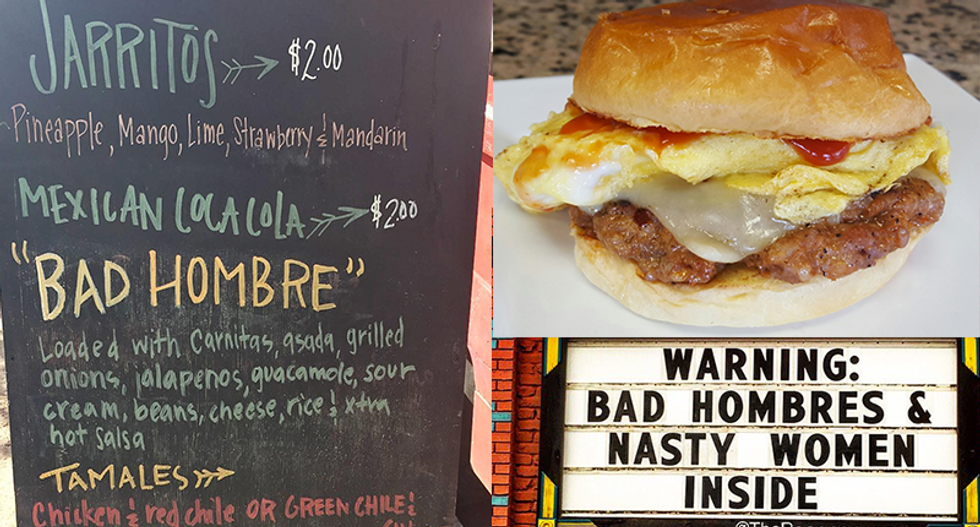 JARRITOS → $2.00
Pineapple, Mango, Lime, Strawberry & Mandarin
MEXICAN COCA COLA → $2.00
"BAD HOMBRE"
Loaded with Carnitas, asada, grilled
onions, jalapenos, guacamole, sour
cream, beans, cheese, rice & xtra
hot salsa
TAMALES →
Chicken & red chile OR GREEN CHILE &
WARNING:
BAD HOMBRES &
NASTY WOMEN
INSIDE